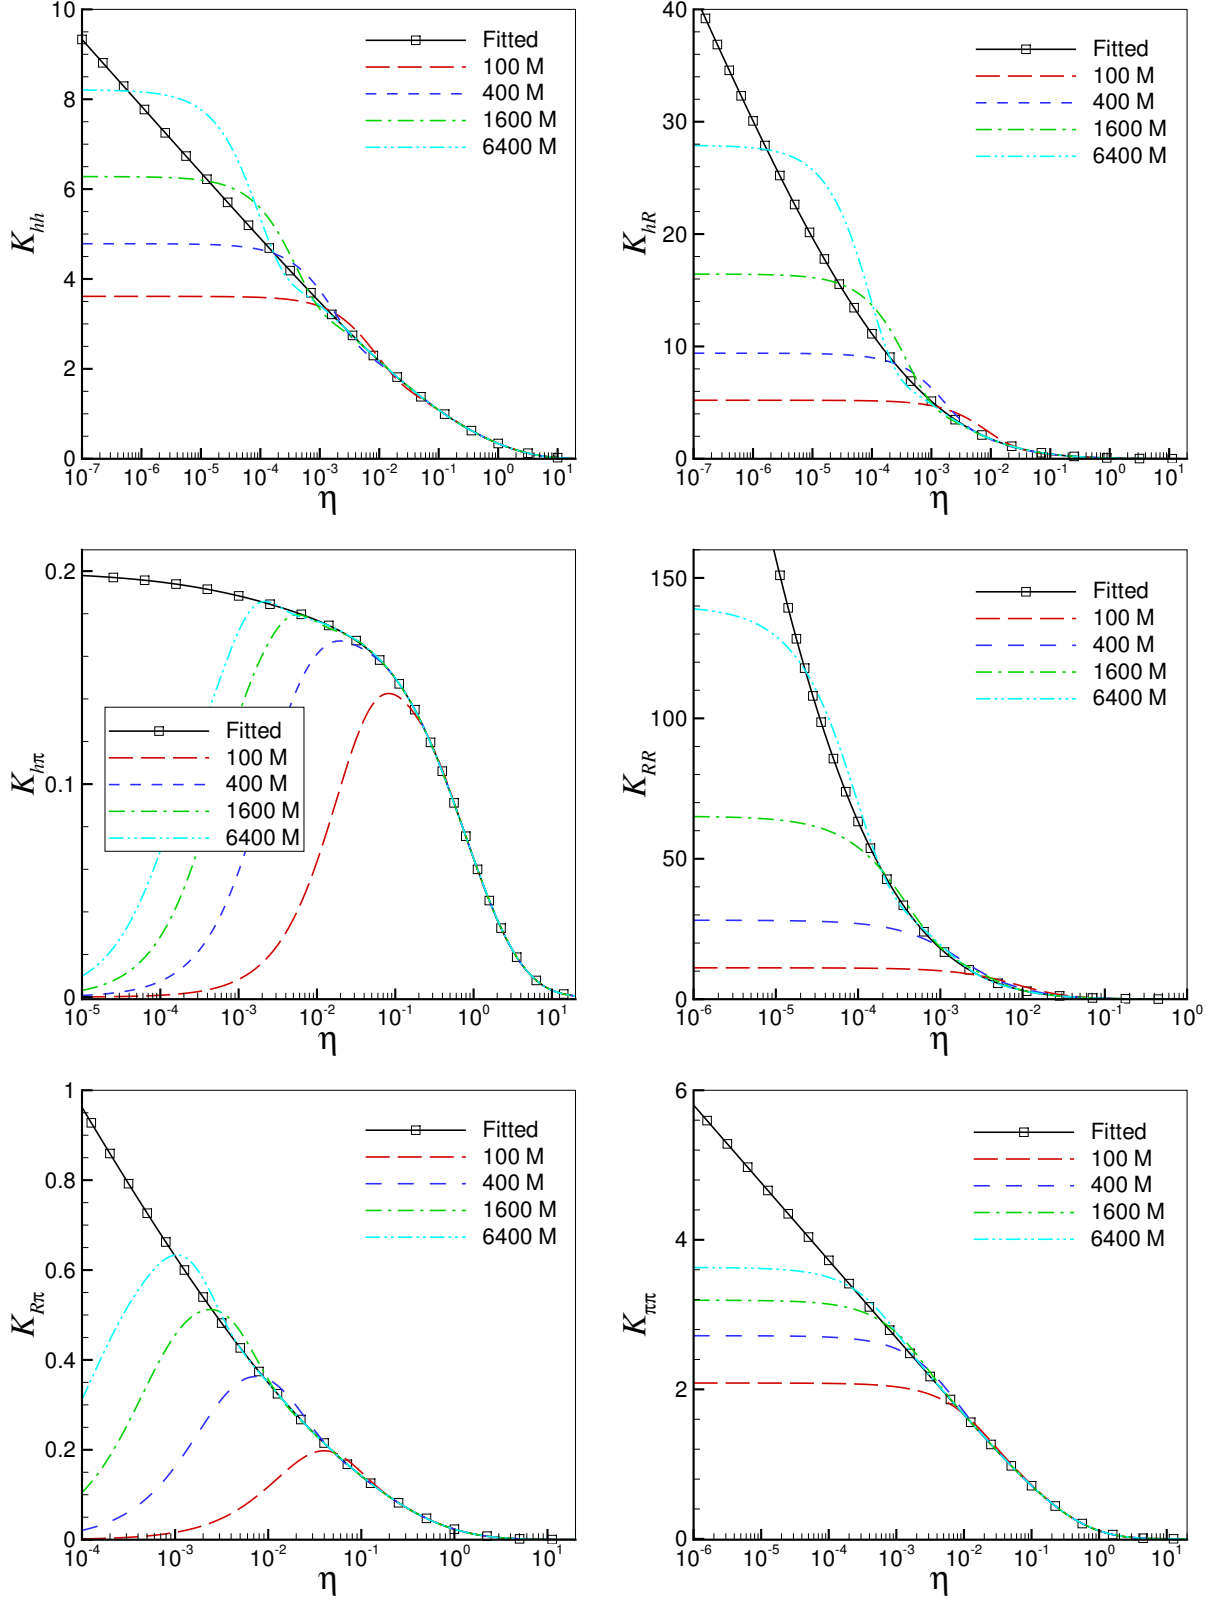 K_hh
10
8
6
4
2
0
Fitted
100 M
400 M
1600 M
6400 M
10^-7 10^-6 10^-5 10^-4 10^-3 10^-2 10^-1 10^0 10^1
η
K_hR
40
30
20
10
0
Fitted
100 M
400 M
1600 M
6400 M
10^-7 10^-6 10^-5 10^-4 10^-3 10^-2 10^-1 10^0 10^1
η
K_hπ
0.2
0.1
0
Fitted
100 M
400 M
1600 M
6400 M
10^-5 10^-4 10^-3 10^-2 10^-1 10^0 10^1
η
K_RR
150
100
50
0
Fitted
100 M
400 M
1600 M
6400 M
10^-6 10^-5 10^-4 10^-3 10^-2 10^-1 10^0
η
K_Rπ
1
0.8
0.6
0.4
0.2
0
Fitted
100 M
400 M
1600 M
6400 M
10^-4 10^-3 10^-2 10^-1 10^0 10^1
η
K_ππ
6
4
2
0
Fitted
100 M
400 M
1600 M
6400 M
10^-6 10^-5 10^-4 10^-3 10^-2 10^-1 10^0 10^1
η